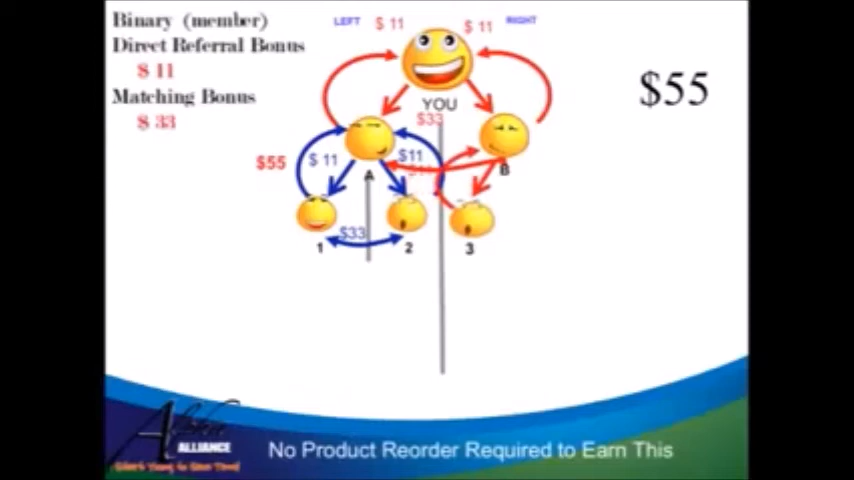 Binary (member)
Direct Referral Bonus
$ 11
Matching Bonus
$ 33
LEFT
$ 11
$ 11
RIGHT
$55
YOU
$33
$55
$ 11
$11
A
B
$33
1
2
3
ALLIANCE
No Product Reorder Required to Earn This